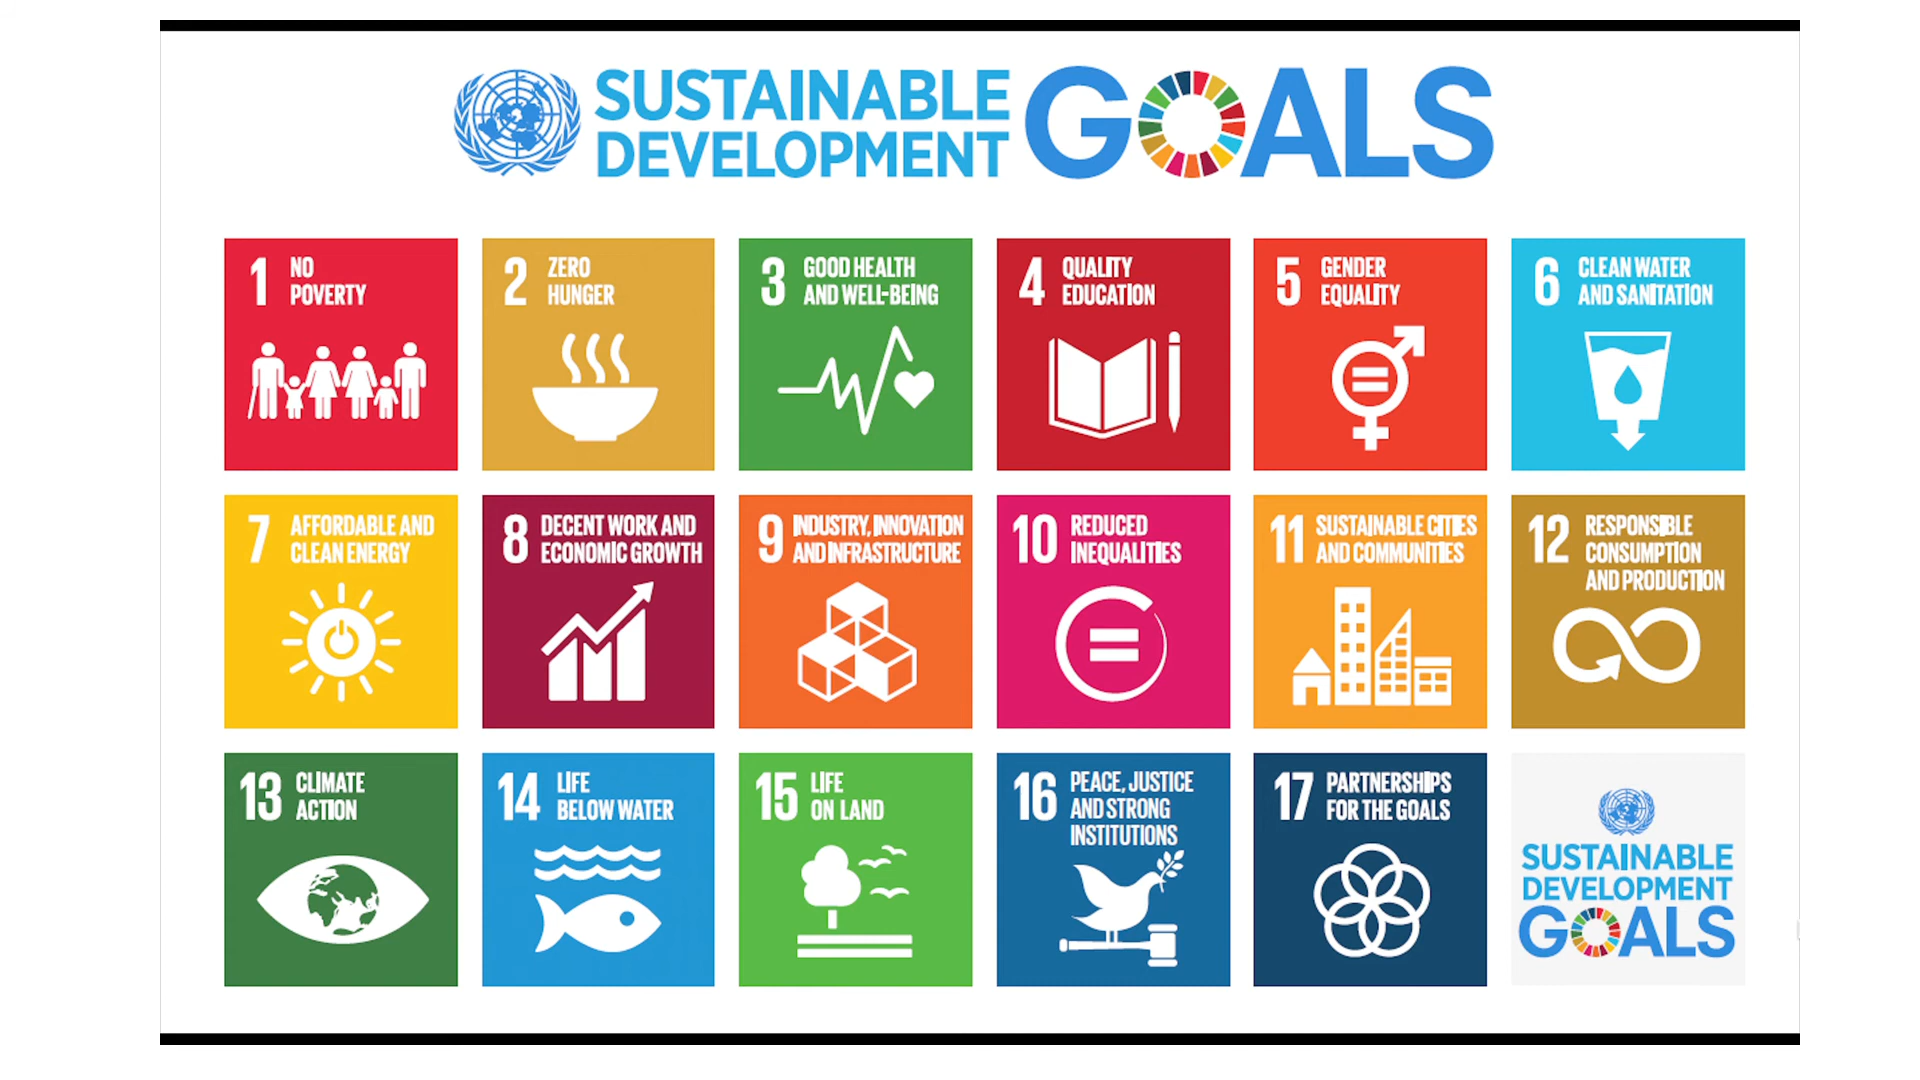 SUSTAINABLE
DEVELOPMENT
GOALS
1 NO
POVERTY
2 ZERO
HUNGER
3 GOOD HEALTH
AND WELL-BEING
4 QUALITY
EDUCATION
5 GENDER
EQUALITY
6 CLEAN WATER
AND SANITATION
7 AFFORDABLE AND
CLEAN ENERGY
8 DECENT WORK AND
ECONOMIC GROWTH
9 INDUSTRY, INNOVATION
AND INFRASTRUCTURE
10 REDUCED
INEQUALITIES
11 SUSTAINABLE CITIES
AND COMMUNITIES
12 RESPONSIBLE
CONSUMPTION
AND PRODUCTION
13 CLIMATE
ACTION
14 LIFE
BELOW WATER
15 LIFE
ON LAND
16 PEACE, JUSTICE
AND STRONG
INSTITUTIONS
17 PARTNERSHIPS
FOR THE GOALS
SUSTAINABLE
DEVELOPMENT
GOALS